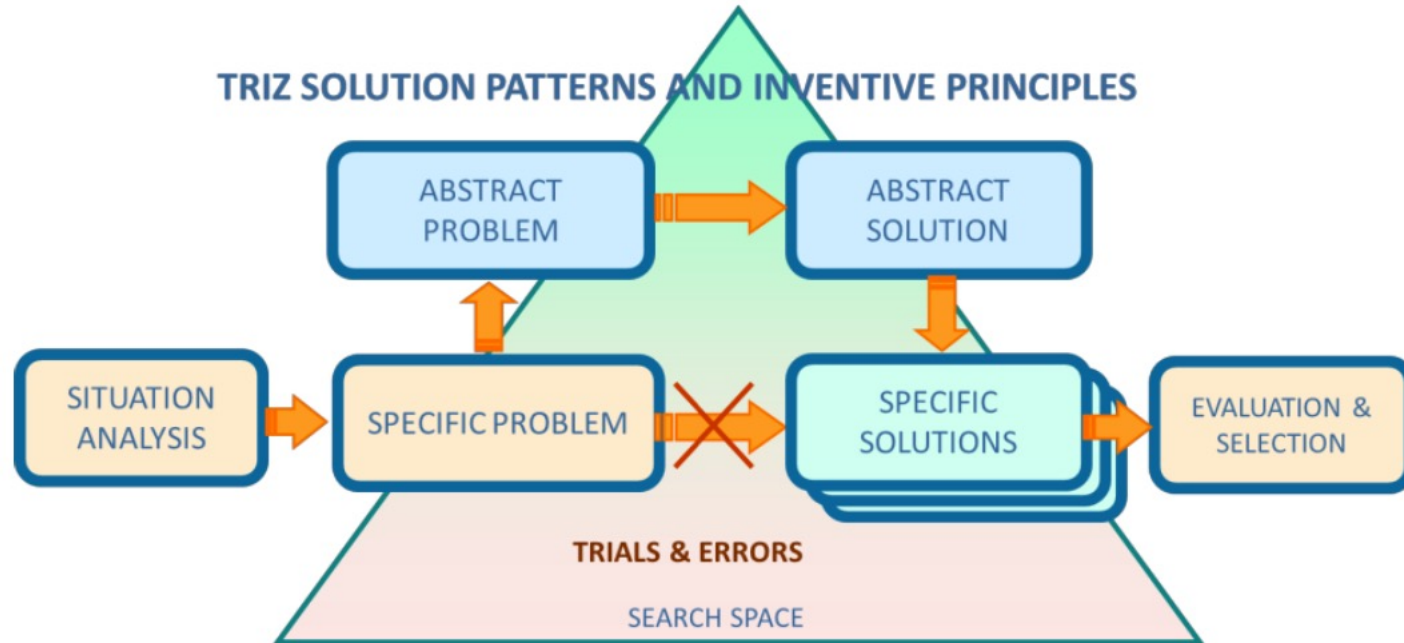 TRIZ SOLUTION PATTERNS AND INVENTIVE PRINCIPLES
ABSTRACT
PROBLEM
ABSTRACT
SOLUTION
SITUATION
ANALYSIS
SPECIFIC PROBLEM
SPECIFIC
SOLUTIONS
EVALUATION &
SELECTION
TRIALS & ERRORS
SEARCH SPACE